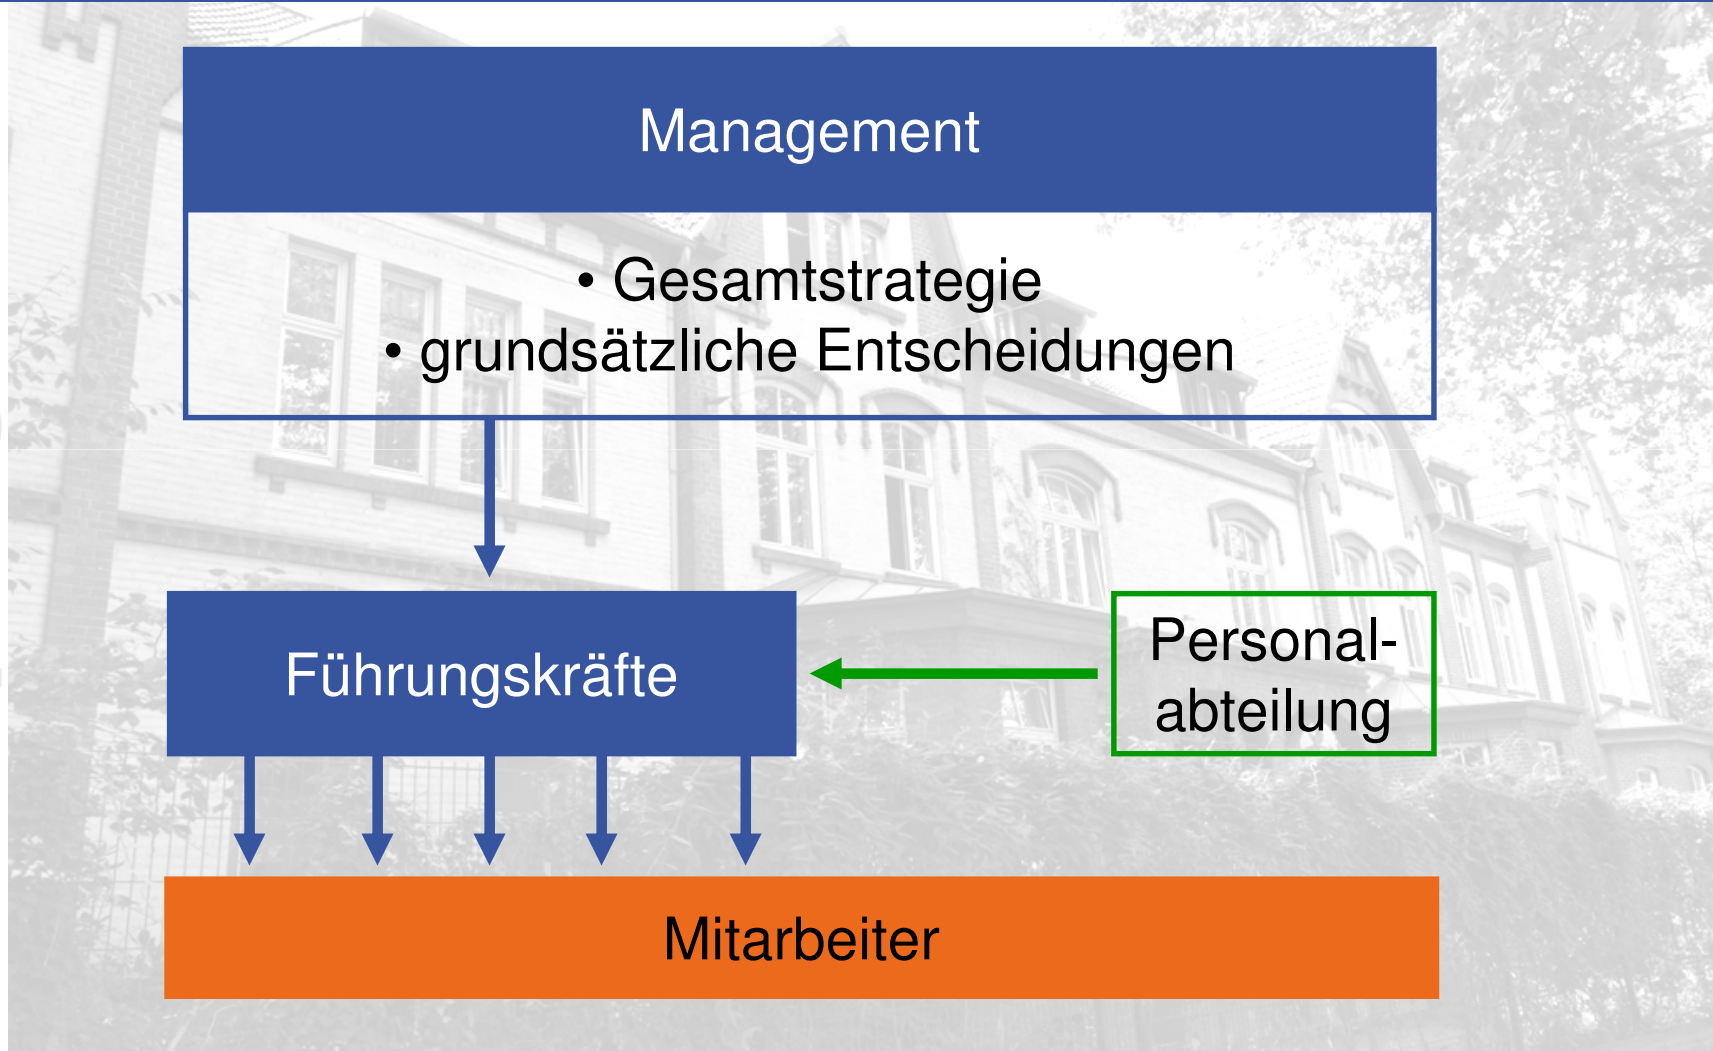 Management
• Gesamtstrategie
• grundsätzliche Entscheidungen
Führungskräfte
Personal-
abteilung
Mitarbeiter